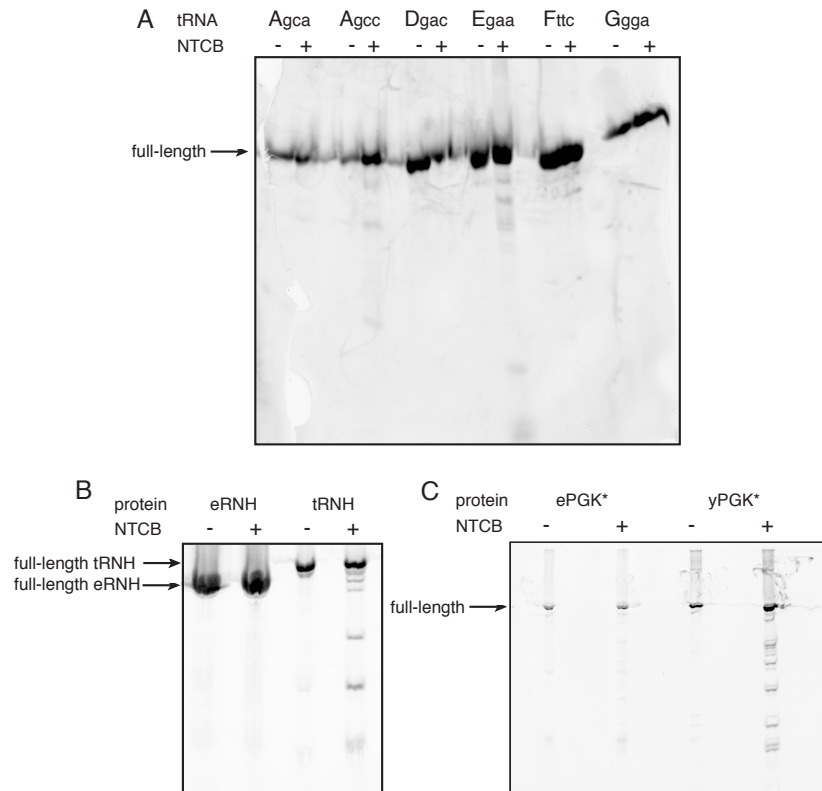 A tRNA Agca Agcc Dgac Egaa Fttc Ggga
NTCB - + - + - + - + - + - +
full-length
B protein eRNH tRNH
NTCB - + - +
full-length tRNH
full-length eRNH
C protein ePGK* yPGK*
NTCB - + - +
full-length